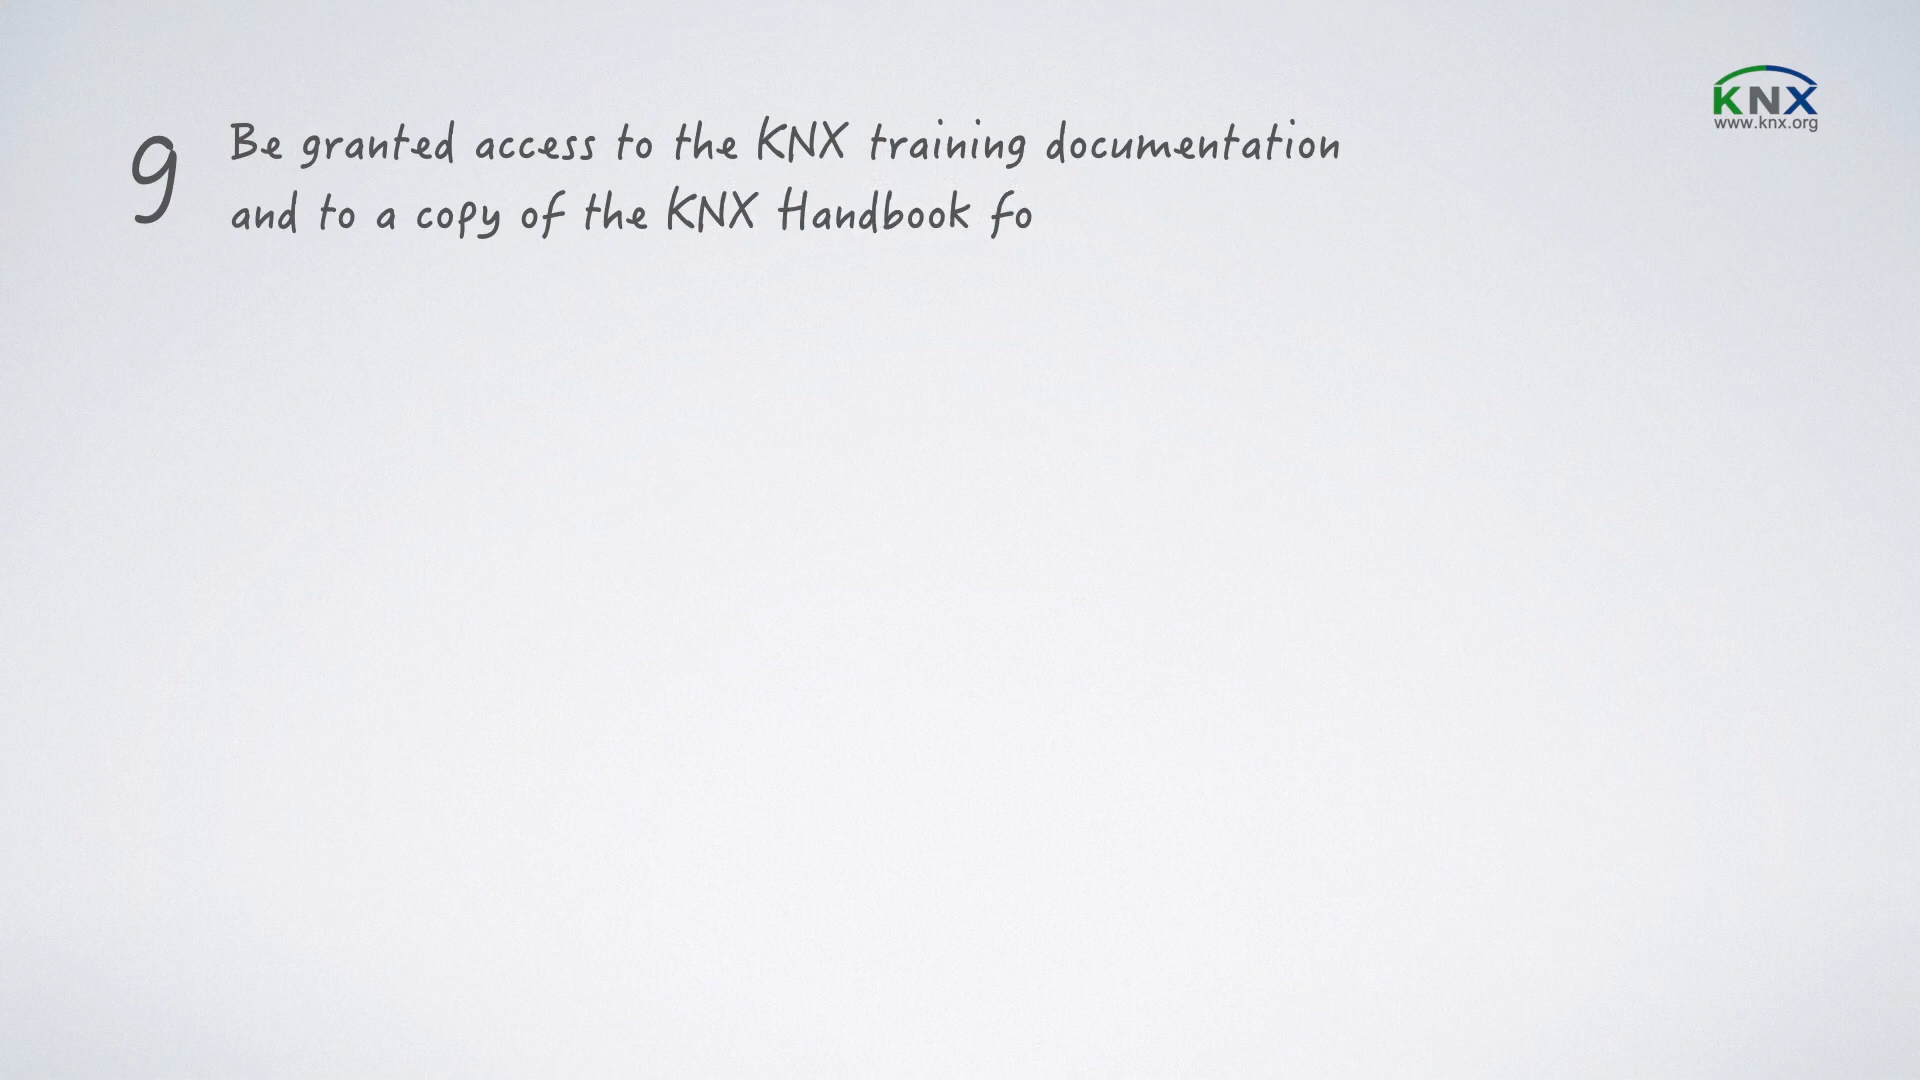 KNX
www.knx.org
9
Be granted access to the KNX training documentation
and to a copy of the KNX Handbook fo